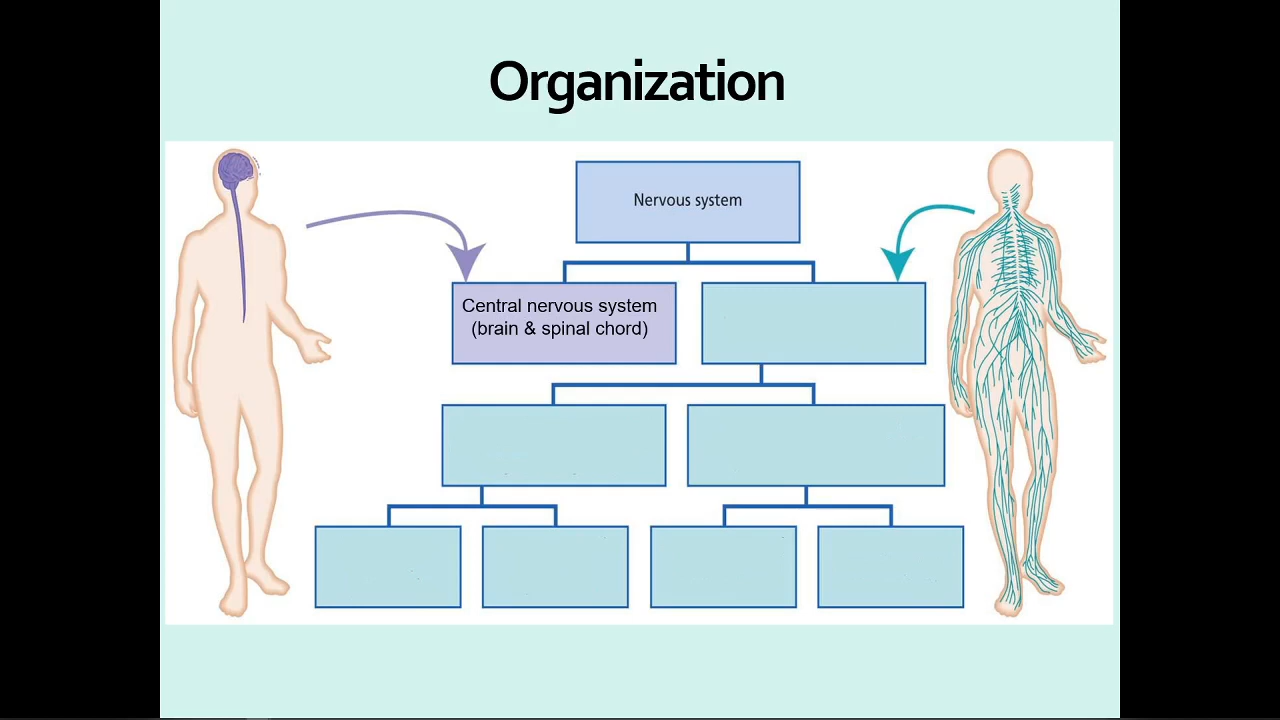 Organization
Nervous system
Central nervous system
(brain & spinal chord)